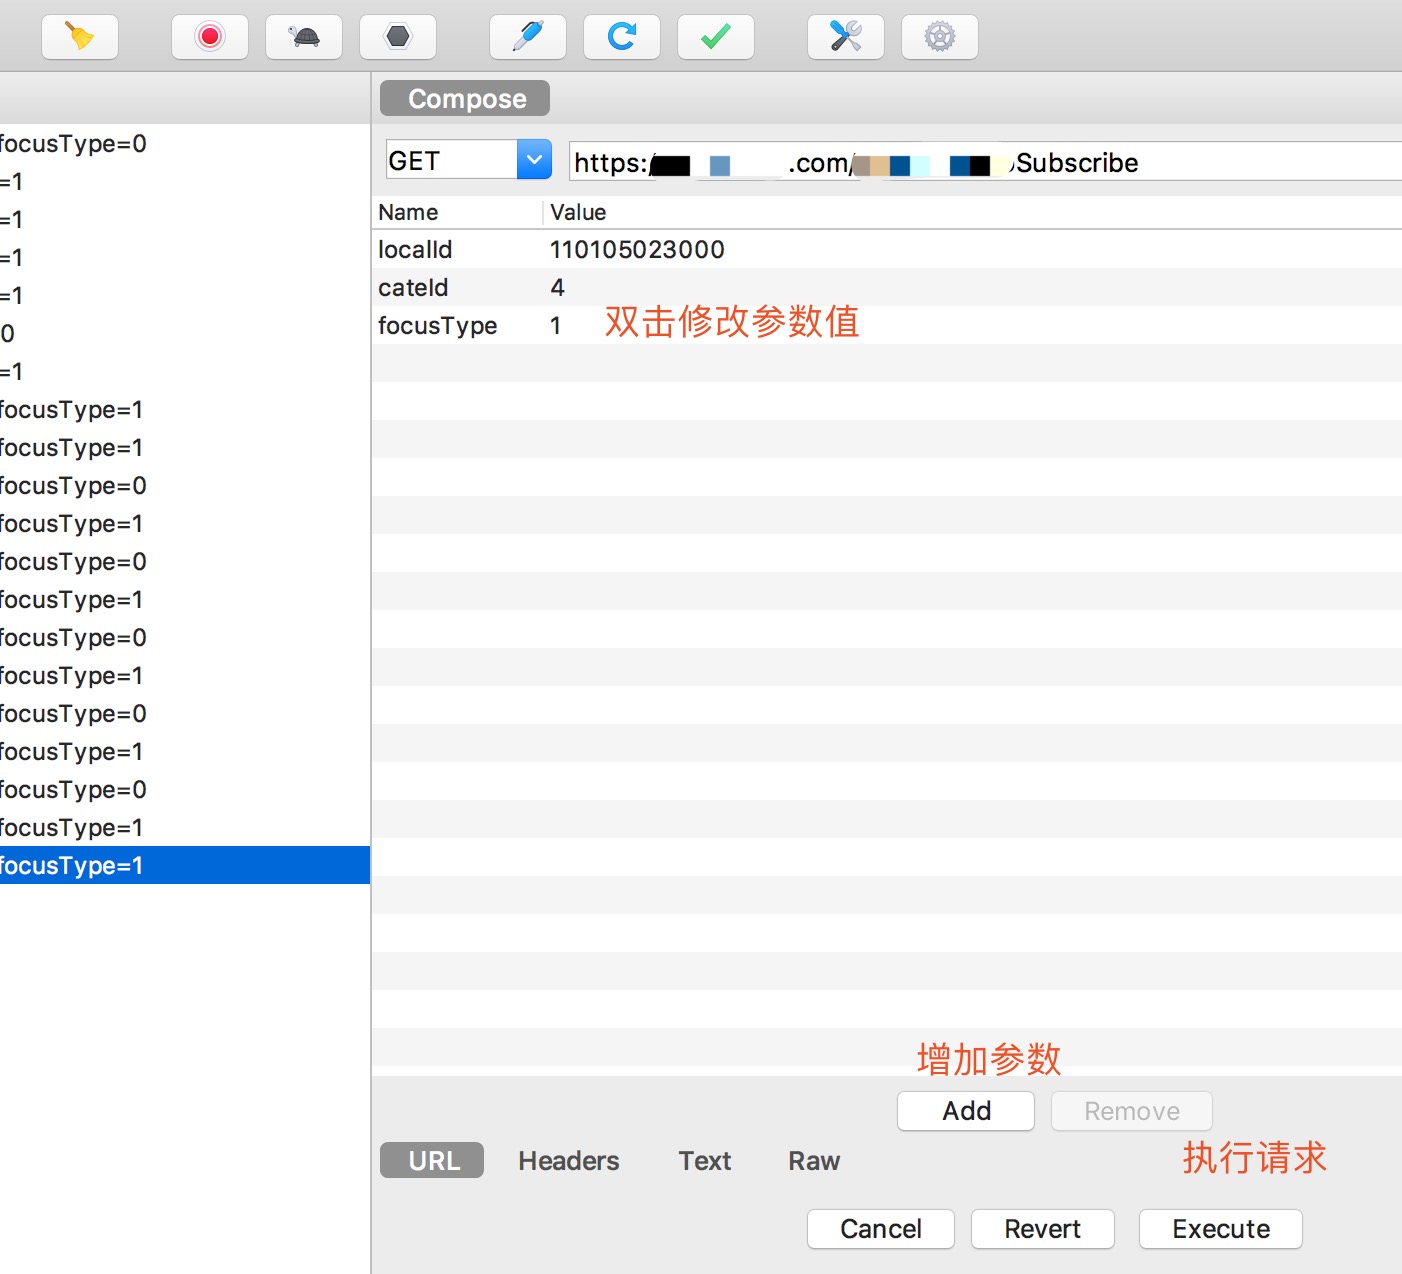 Compose
focusType=0
=1
=1
=1
=1
0
=1
focusType=1
focusType=1
focusType=0
focusType=1
focusType=0
focusType=1
focusType=0
focusType=1
focusType=0
focusType=1
focusType=0
focusType=1
focusType=1
GET https:/ .com/ Subscribe
Name Value
localId 110105023000
cateId 4
focusType 1 双击修改参数值
增加参数
Add Remove
URL Headers Text Raw 执行请求
Cancel Revert Execute